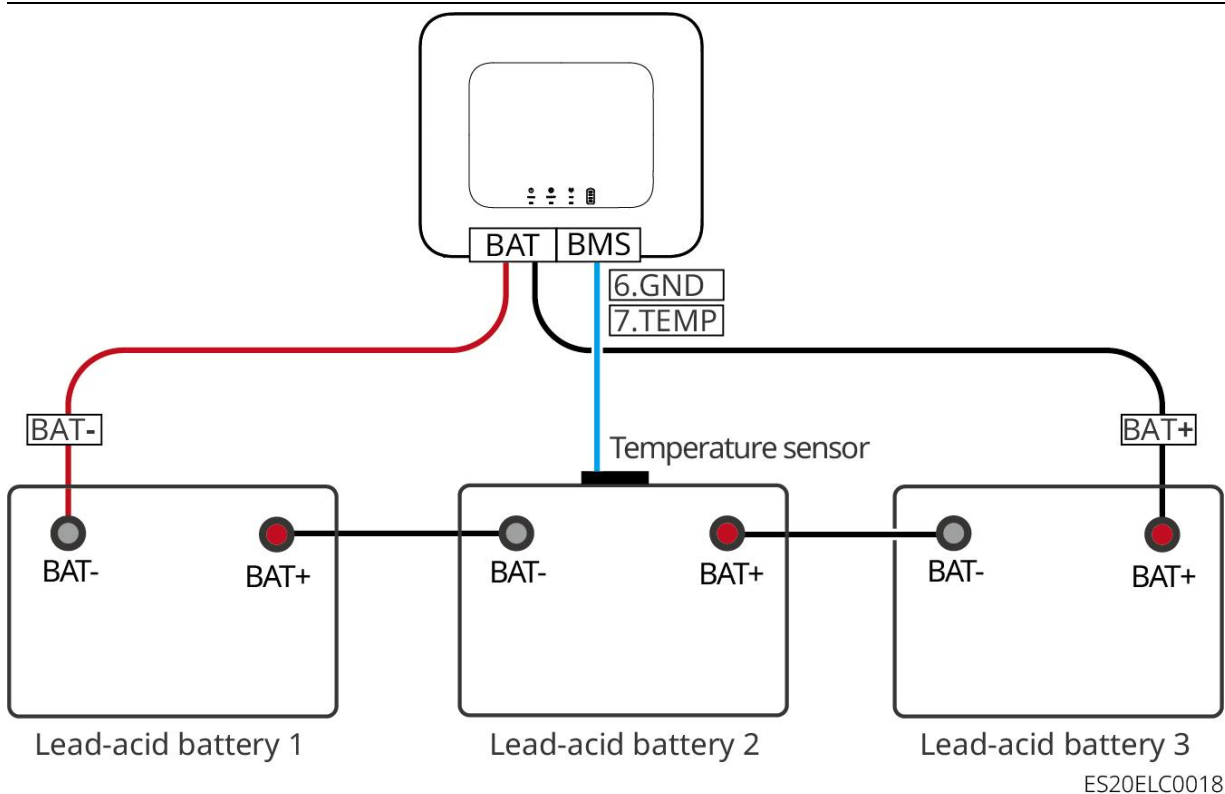 BAT BMS
6.GND
7.TEMP
BAT-
BAT+
Temperature sensor
BAT- BAT+ BAT- BAT+ BAT- BAT+
Lead-acid battery 1 Lead-acid battery 2 Lead-acid battery 3
ES20ELC0018